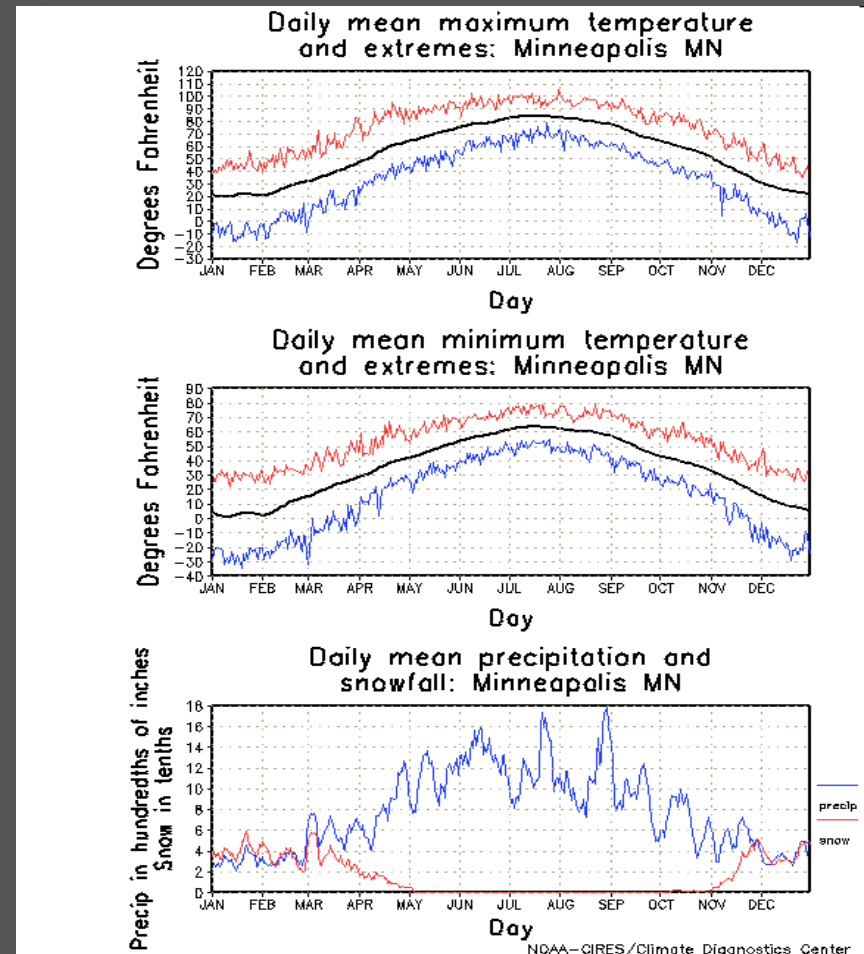 Daily mean maximum temperature
and extremes: Minneapolis MN
Degrees Fahrenheit
120
110
100
90
80
70
60
50
40
30
20
10
0
-10
-20
-30
JAN FEB MAR APR MAY JUN JUL AUG SEP OCT NOV DEC
Day
Daily mean minimum temperature
and extremes: Minneapolis MN
Degrees Fahrenheit
90
80
70
60
50
40
30
20
10
0
-10
-20
-30
-40
JAN FEB MAR APR MAY JUN JUL AUG SEP OCT NOV DEC
Day
Daily mean precipitation and
snowfall: Minneapolis MN
Precip in hundredths of inches
Snow in tenths
18
16
14
12
10
8
6
4
2
0
JAN FEB MAR APR MAY JUN JUL AUG SEP OCT NOV DEC
Day
precip
snow
NOAA-CIRES/Climate Diagnostics Center